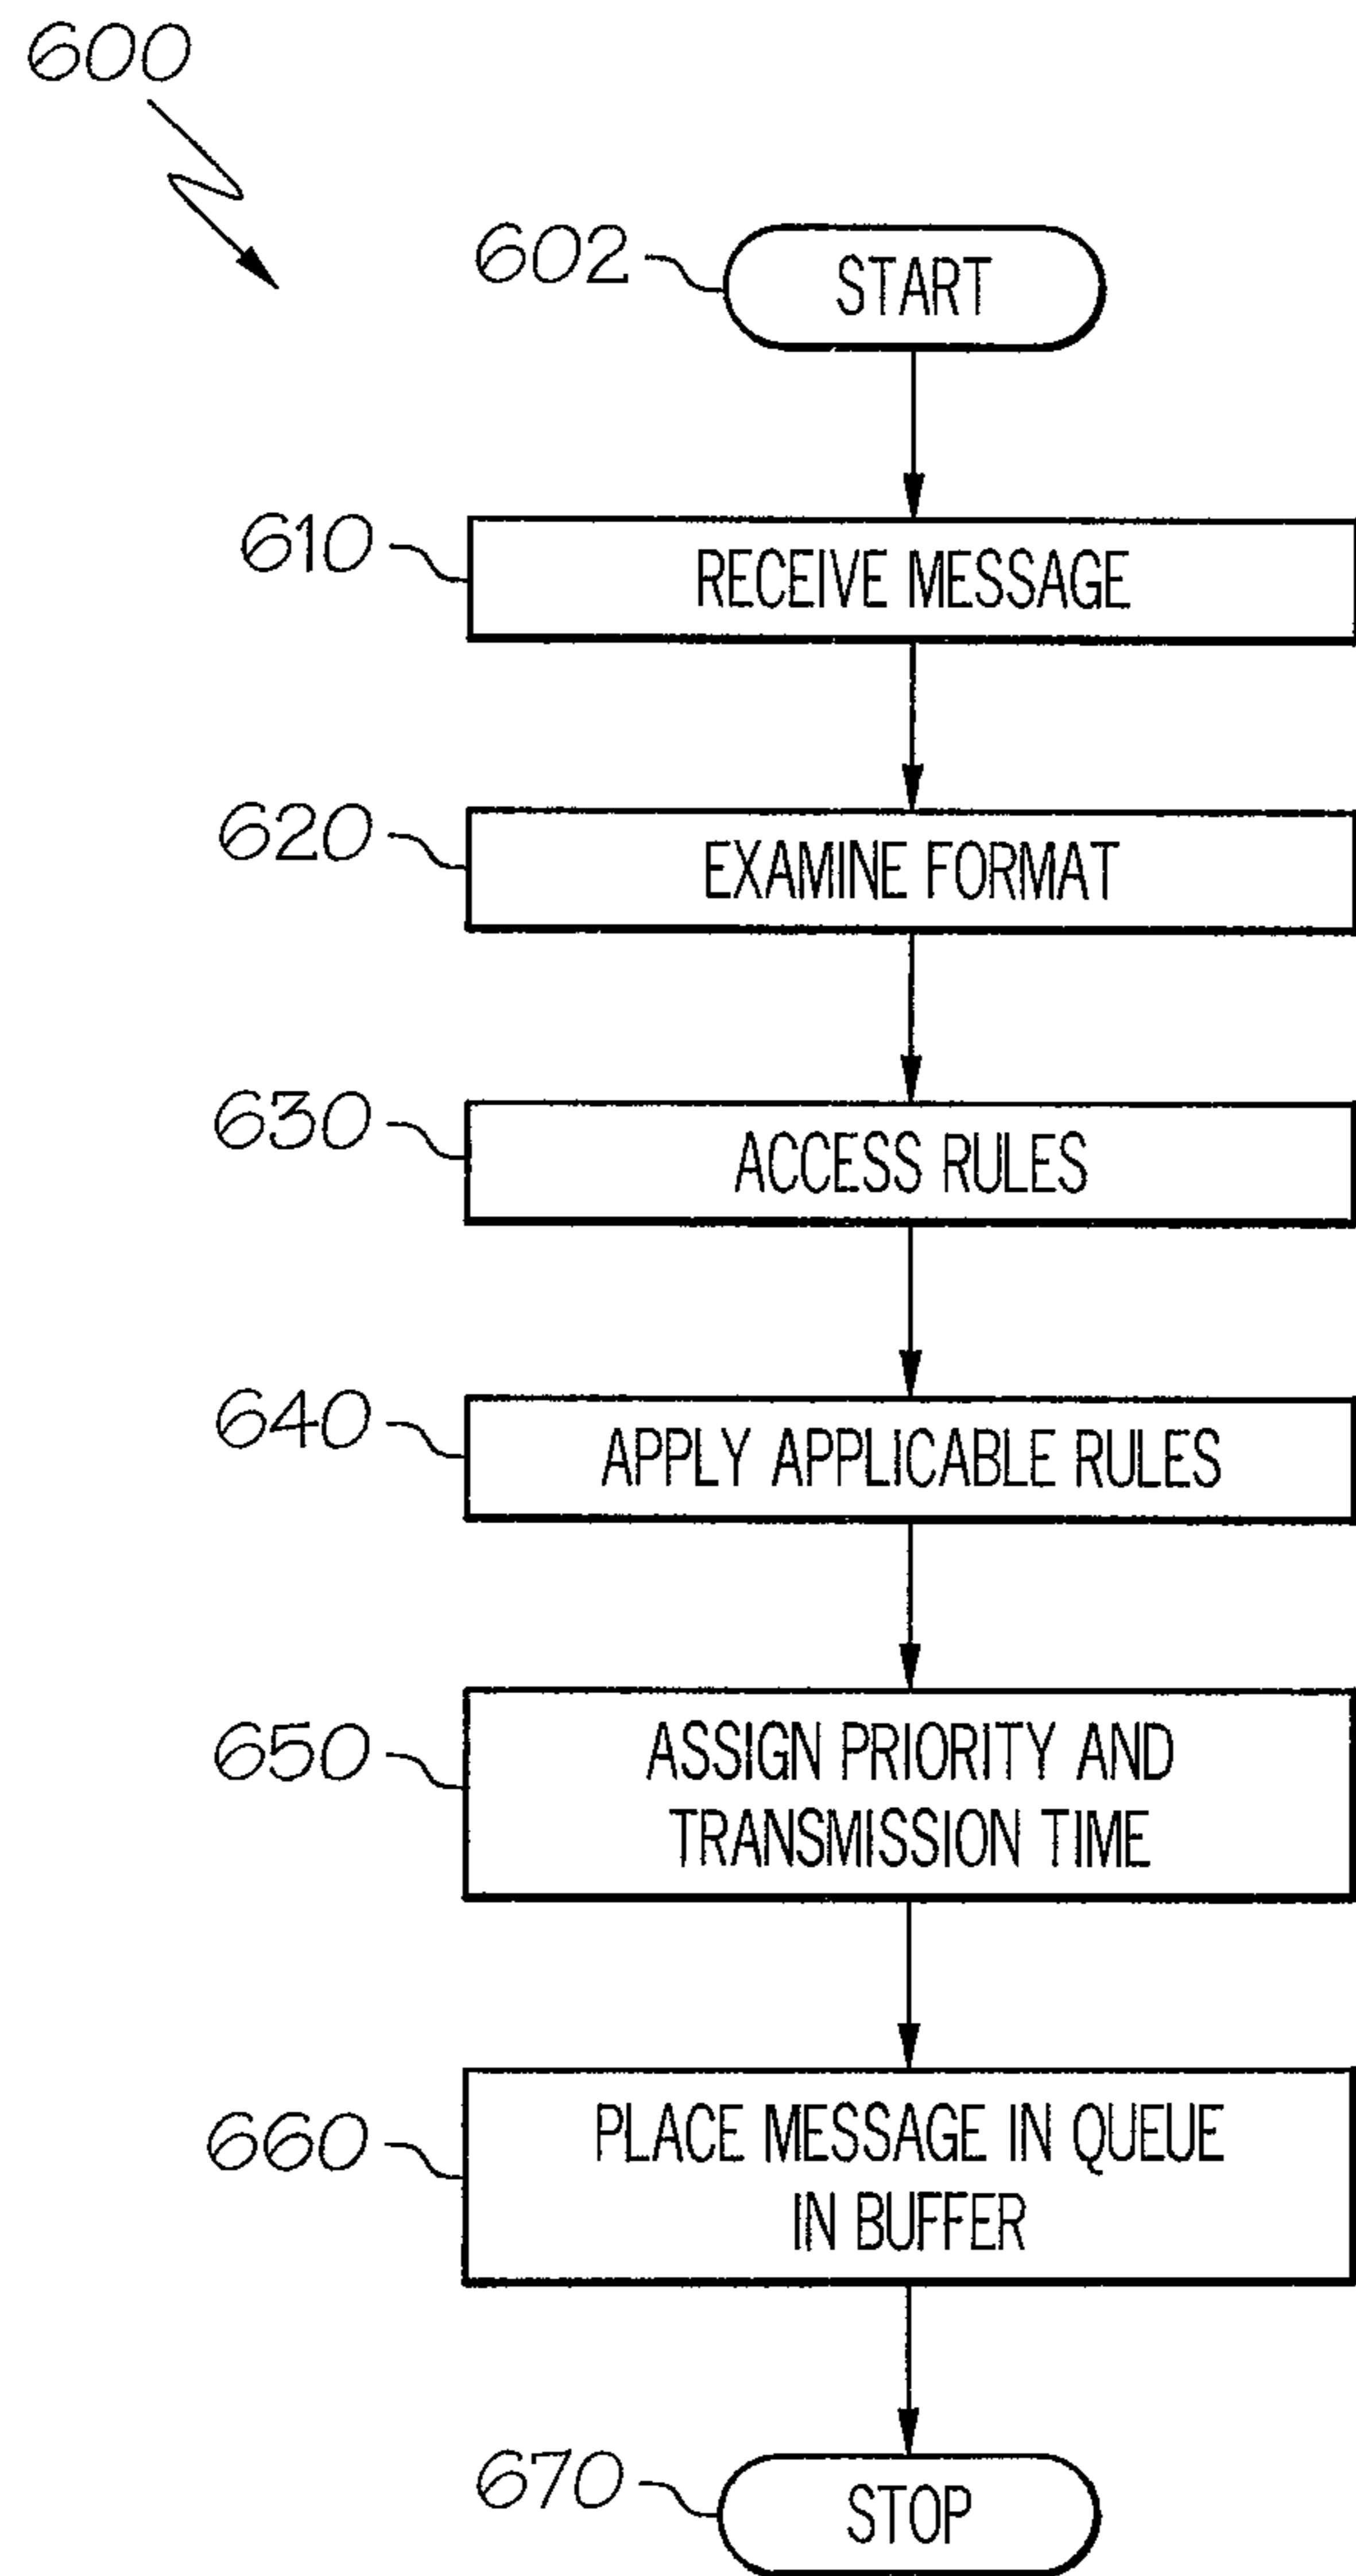 600
602
START
610
RECEIVE MESSAGE
620
EXAMINE FORMAT
630
ACCESS RULES
640
APPLY APPLICABLE RULES
650
ASSIGN PRIORITY AND
TRANSMISSION TIME
660
PLACE MESSAGE IN QUEUE
IN BUFFER
670
STOP